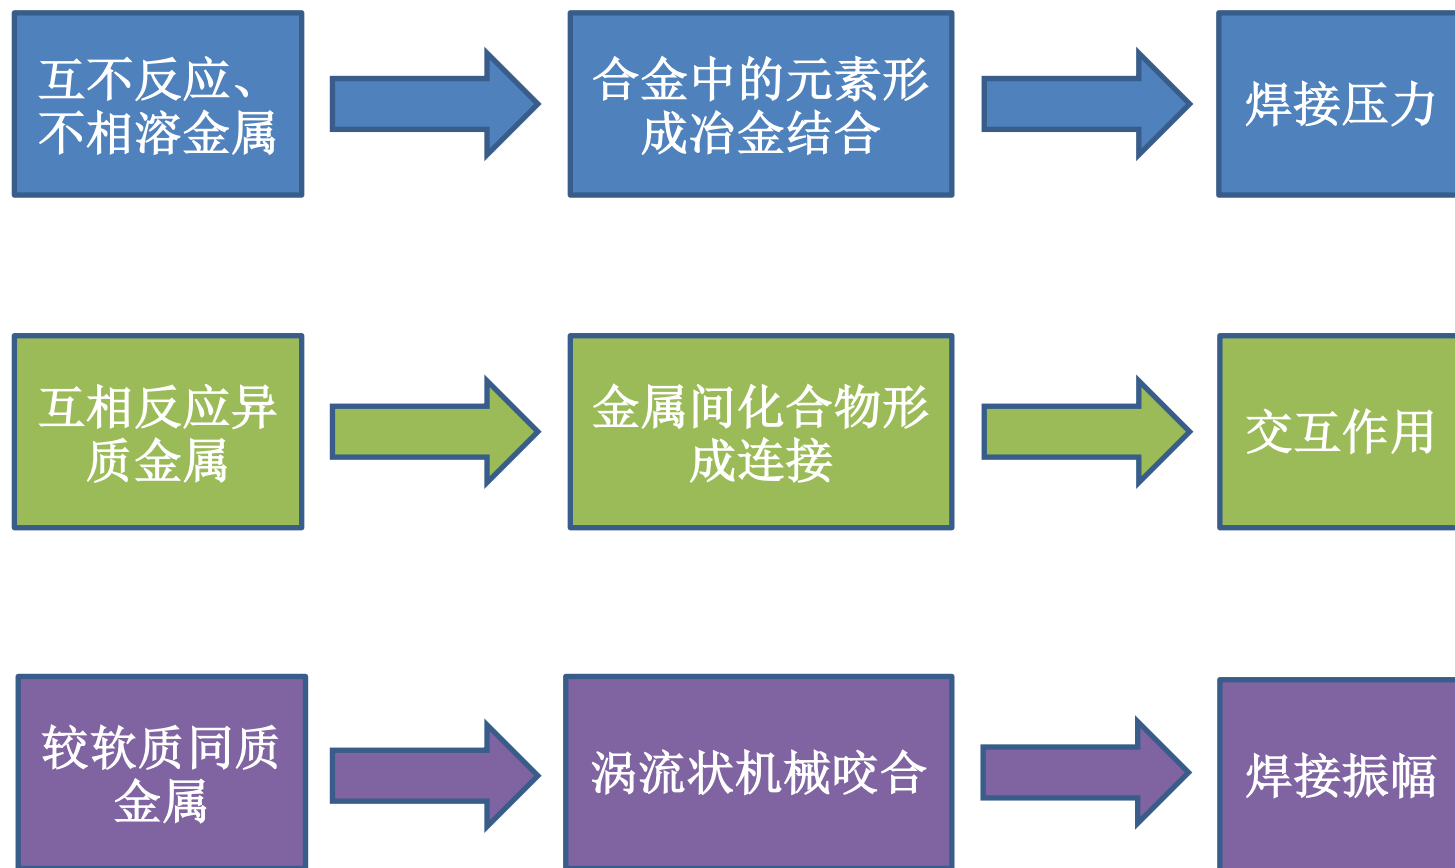 互不反应、
不相溶金属
合金中的元素形
成冶金结合
焊接压力
互相反应异
质金属
金属间化合物形
成连接
交互作用
较软质同质
金属
涡流状机械咬合
焊接振幅